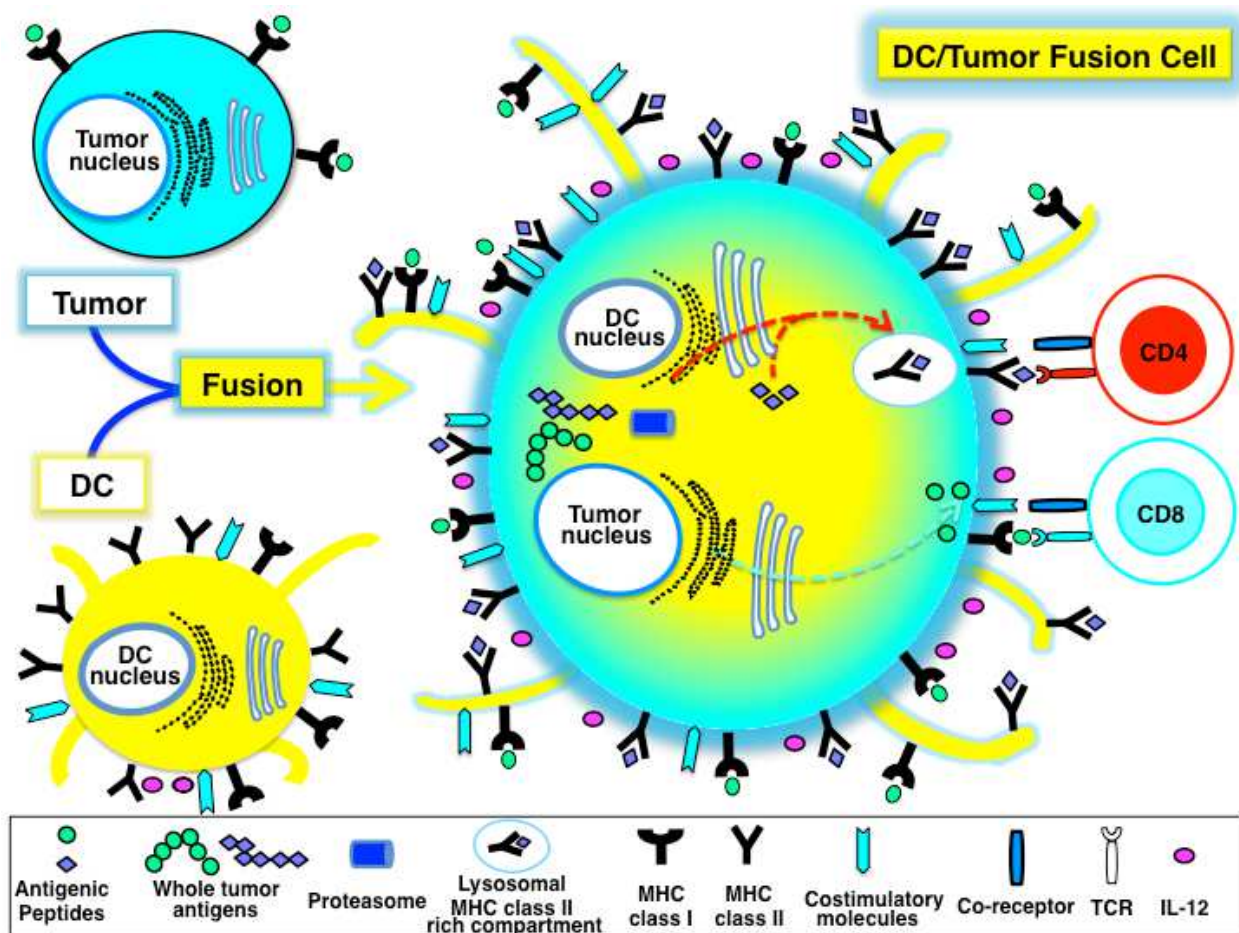 DC/Tumor Fusion Cell
Tumor
nucleus
Tumor
Fusion
DC
DC
nucleus
DC
nucleus
Tumor
nucleus
CD4
CD8
Antigenic
Peptides
Whole tumor
antigens
Proteasome
Lysosomal
MHC class II
rich compartment
MHC
class I
MHC
class II
Costimulatory
molecules
Co-receptor
TCR
IL-12